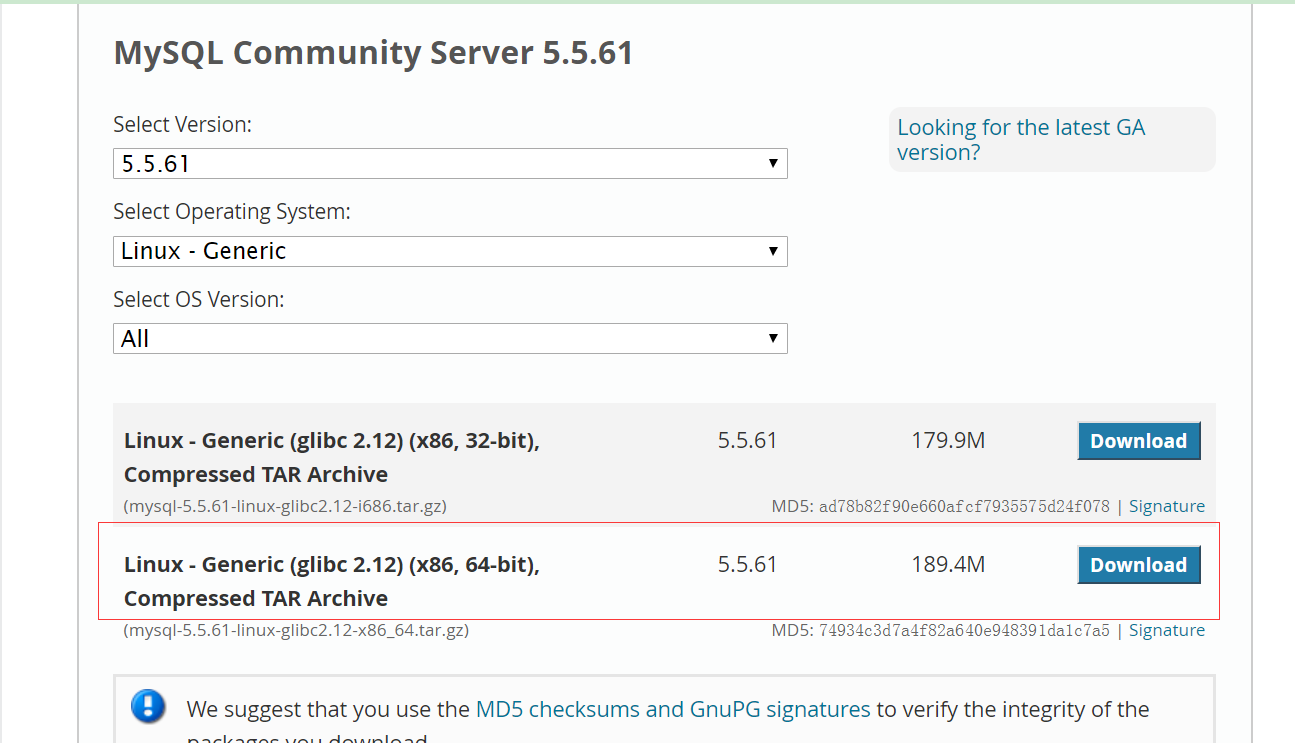 MySQL Community Server 5.5.61
Select Version:
Looking for the latest GA
version?
5.5.61
Select Operating System:
Linux - Generic
Select OS Version:
All
Linux - Generic (glibc 2.12) (x86, 32-bit), 5.5.61 179.9M Download
Compressed TAR Archive
(mysql-5.5.61-linux-glibc2.12-i686.tar.gz) MD5: ad78b82f90e660afcf7935575d24f078 | Signature
Linux - Generic (glibc 2.12) (x86, 64-bit), 5.5.61 189.4M Download
Compressed TAR Archive
(mysql-5.5.61-linux-glibc2.12-x86_64.tar.gz) MD5: 74934c3d7a4f82a640e948391da1c7a5 | Signature
We suggest that you use the MD5 checksums and GnuPG signatures to verify the integrity of the
packages you download.